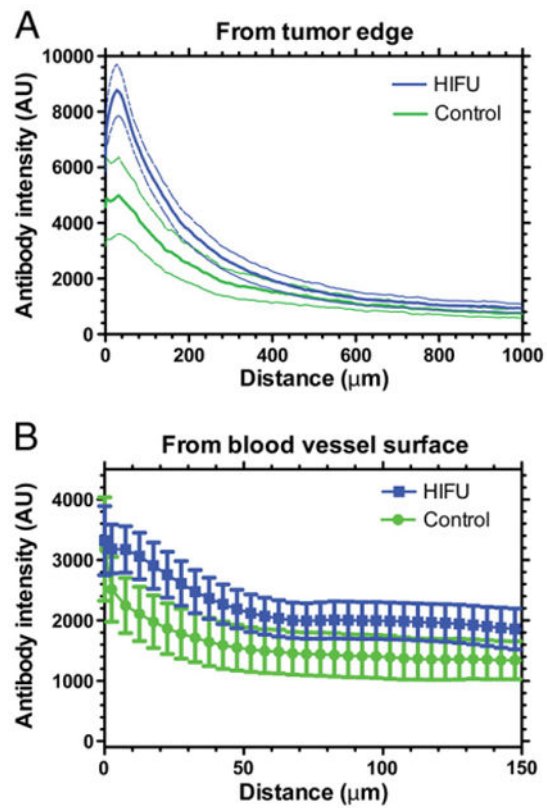 A
From tumor edge
Antibody intensity (AU)
10000
8000
6000
4000
2000
0
HIFU
Control
0 200 400 600 800 1000
Distance (μm)
B
From blood vessel surface
Antibody intensity (AU)
4000
3000
2000
1000
0
HIFU
Control
0 50 100 150
Distance (μm)